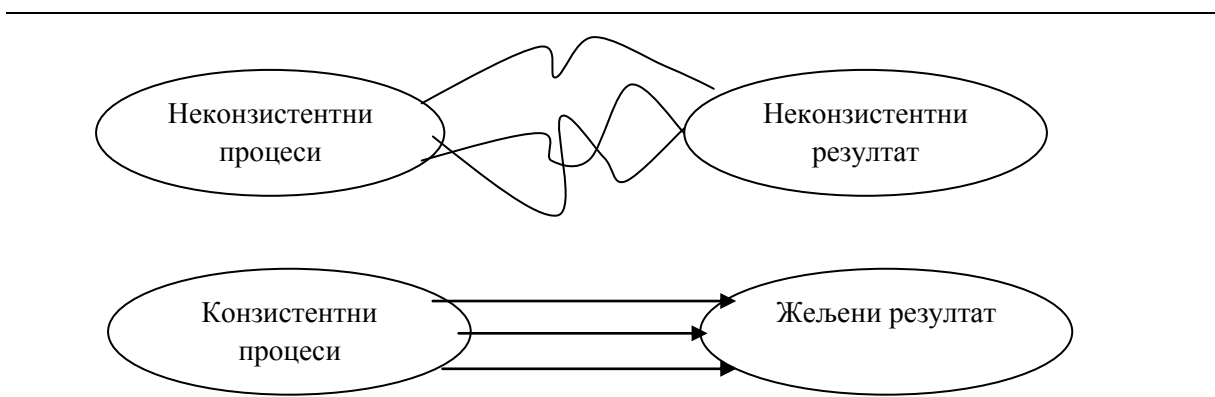 Неконзистентни
процеси
Неконзистентни
резултат
Конзистентни
процеси
Жељени резултат